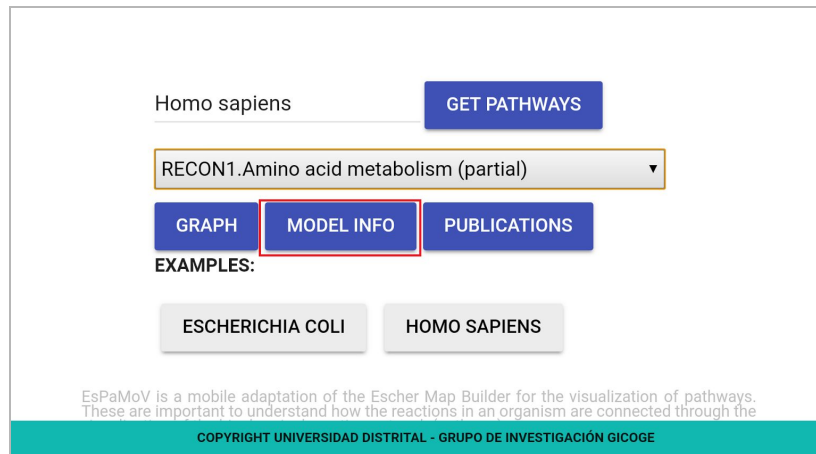 Homo sapiens
GET PATHWAYS
RECON1.Amino acid metabolism (partial)
GRAPH
MODEL INFO
PUBLICATIONS
EXAMPLES:
ESCHERICHIA COLI
HOMO SAPIENS
EsPaMoV is a mobile adaptation of the Escher Map Builder for the visualization of pathways.
These are important to understand how the reactions in an organism are connected through the
COPYRIGHT UNIVERSIDAD DISTRITAL - GRUPO DE INVESTIGACIÓN GICOGE